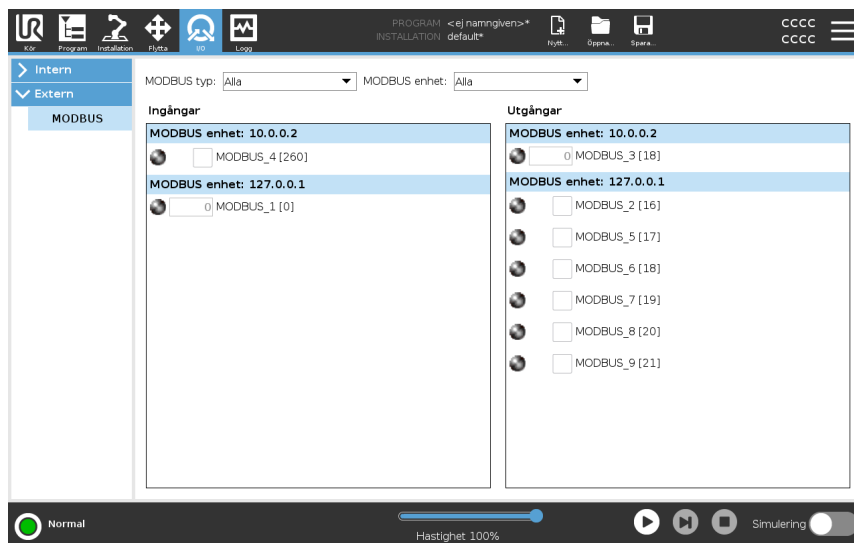 PROGRAM <ej namngiven>*
INSTALLATION default*
CCCC
CCCC
UR
Kör Program Installation Flytta I/O Logg Nytt... Öppna... Spara...
Intern
Extern
MODBUS
MODBUS typ: Alla MODBUS enhet: Alla
Ingångar
MODBUS enhet: 10.0.0.2
MODBUS_4 [260]
MODBUS enhet: 127.0.0.1
0 MODBUS_1 [0]
Utgångar
MODBUS enhet: 10.0.0.2
0 MODBUS_3 [18]
MODBUS enhet: 127.0.0.1
MODBUS_2 [16]
MODBUS_5 [17]
MODBUS_6 [18]
MODBUS_7 [19]
MODBUS_8 [20]
MODBUS_9 [21]
Normal
Hastighet 100%
Simulering